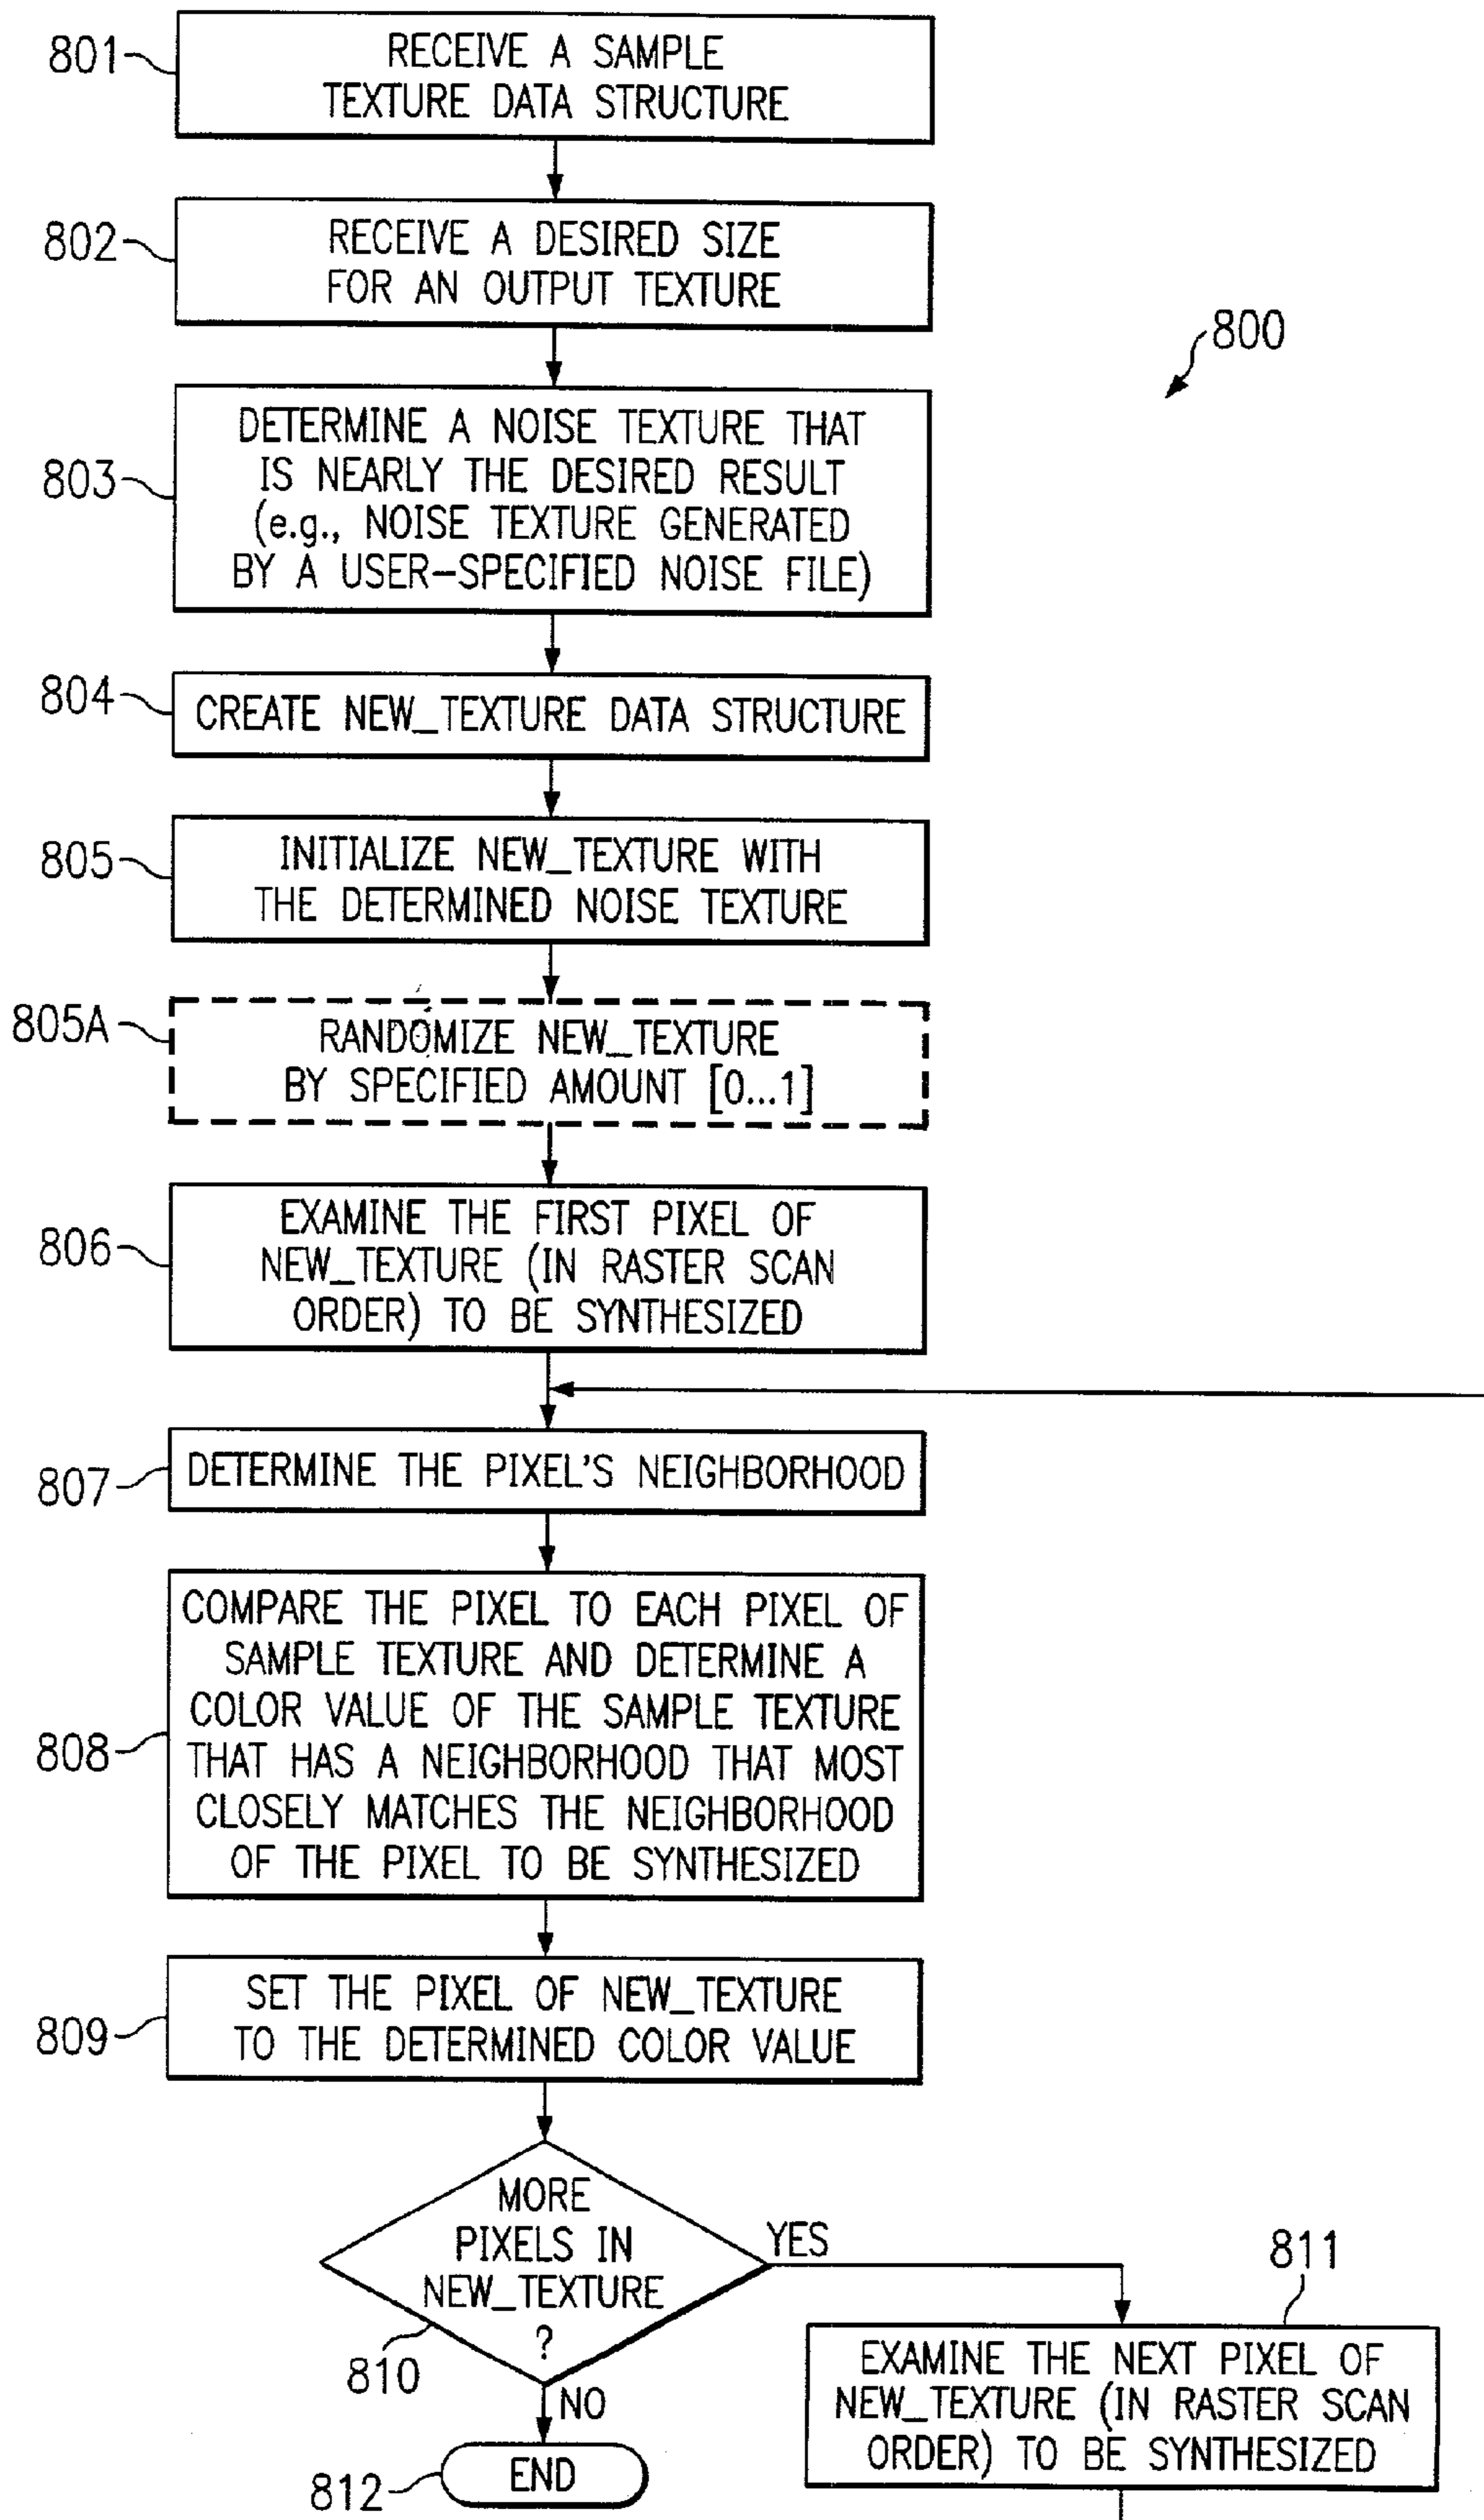 801
RECEIVE A SAMPLE
TEXTURE DATA STRUCTURE
802
RECEIVE A DESIRED SIZE
FOR AN OUTPUT TEXTURE
800
803
DETERMINE A NOISE TEXTURE THAT
IS NEARLY THE DESIRED RESULT
(e.g., NOISE TEXTURE GENERATED
BY A USER-SPECIFIED NOISE FILE)
804
CREATE NEW_TEXTURE DATA STRUCTURE
805
INITIALIZE NEW_TEXTURE WITH
THE DETERMINED NOISE TEXTURE
805A
RANDOMIZE NEW_TEXTURE
BY SPECIFIED AMOUNT [0...1]
806
EXAMINE THE FIRST PIXEL OF
NEW_TEXTURE (IN RASTER SCAN
ORDER) TO BE SYNTHESIZED
807
DETERMINE THE PIXEL'S NEIGHBORHOOD
808
COMPARE THE PIXEL TO EACH PIXEL OF
SAMPLE TEXTURE AND DETERMINE A
COLOR VALUE OF THE SAMPLE TEXTURE
THAT HAS A NEIGHBORHOOD THAT MOST
CLOSELY MATCHES THE NEIGHBORHOOD
OF THE PIXEL TO BE SYNTHESIZED
809
SET THE PIXEL OF NEW_TEXTURE
TO THE DETERMINED COLOR VALUE
MORE
PIXELS IN
NEW_TEXTURE
?
810
YES
NO
811
EXAMINE THE NEXT PIXEL OF
NEW_TEXTURE (IN RASTER SCAN
ORDER) TO BE SYNTHESIZED
812
END